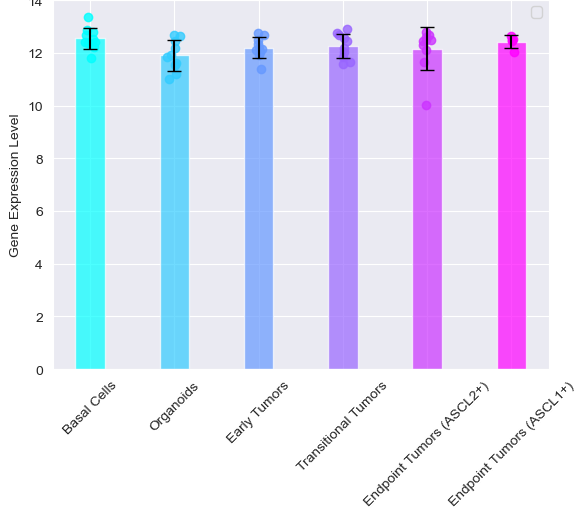 Gene Expression Level
14
12
10
8
6
4
2
0
Basal Cells
Organoids
Early Tumors
Transitional Tumors
Endpoint Tumors (ASCL2+)
Endpoint Tumors (ASCL1+)